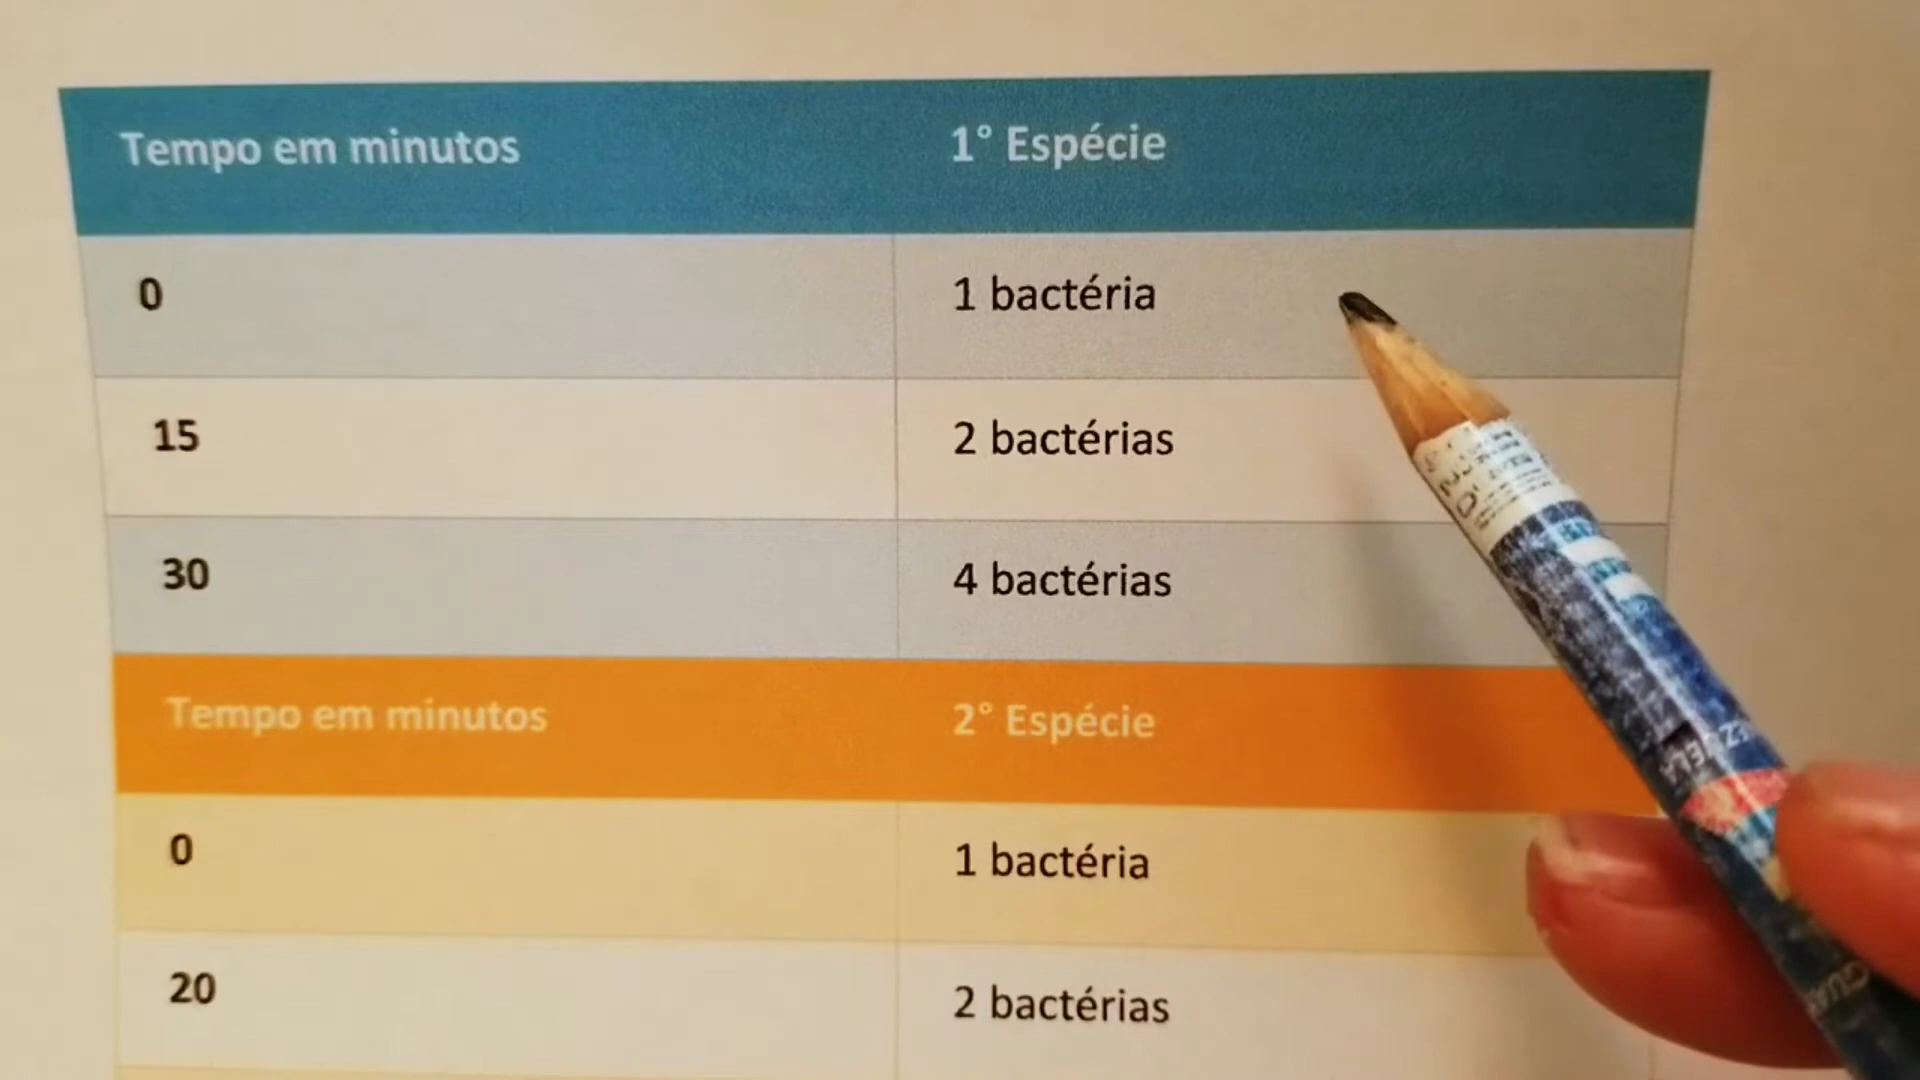 Tempo em minutos 1° Espécie
0 1 bactéria
15 2 bactérias
30 4 bactérias
Tempo em minutos 2° Espécie
0 1 bactéria
20 2 bactérias